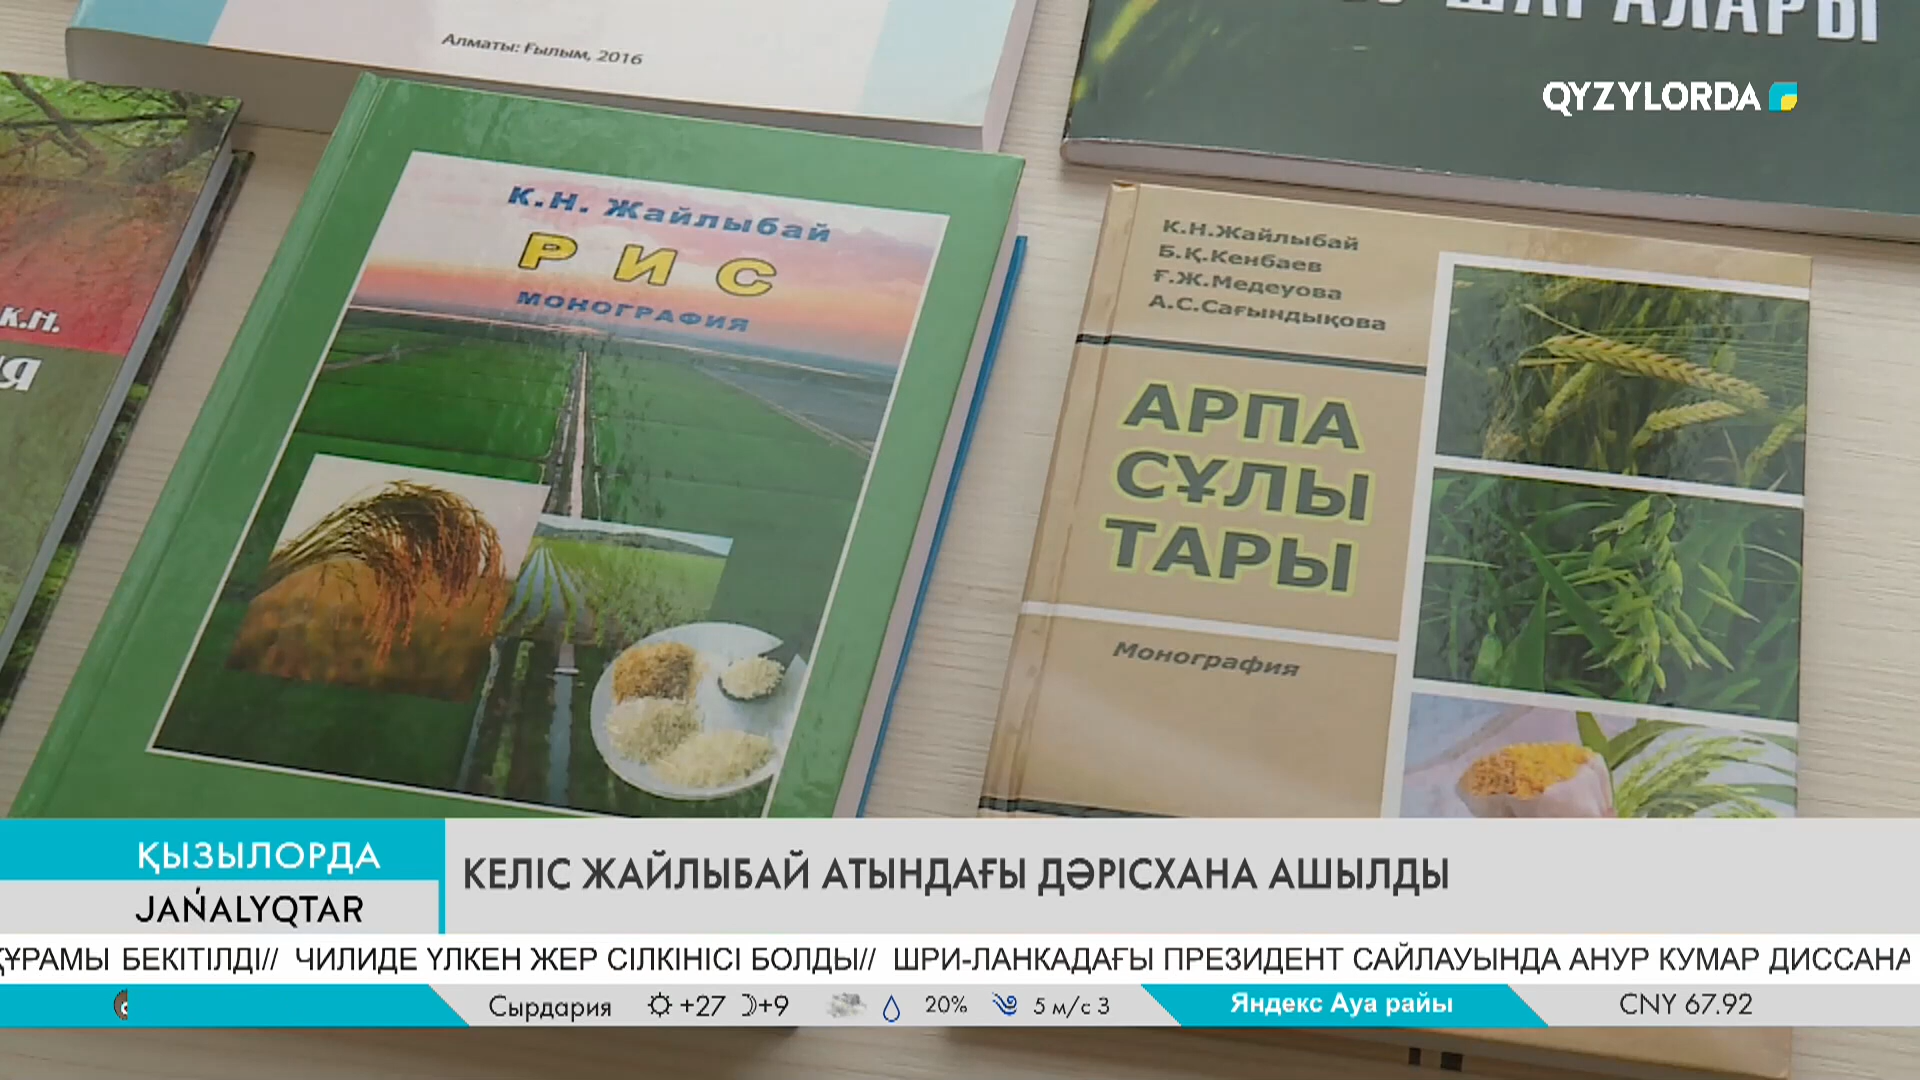 Алматы: Ғылым, 2016
ШАРАЛАРЫ
QYZYLORDA
К.Н.
Я
К.Н. Жайлыбай
РИС
МОНОГРАФИЯ
К.Н.Жайлыбай
Б.Қ.Кенбаев
Ғ.Ж.Медеуова
А.С.Сағындықова
АРПА
СҰЛЫ
ТАРЫ
Монография
ҚЫЗЫЛОРДА
JAŃALYQTAR
КЕЛІС ЖАЙЛЫБАЙ АТЫНДАҒЫ ДӘРІСХАНА АШЫЛДЫ
ҚҰРАМЫ БЕКІТІЛДІ// ЧИЛИДЕ ҮЛКЕН ЖЕР СІЛКІНІСІ БОЛДЫ// ШРИ-ЛАНКАДАҒЫ ПРЕЗИДЕНТ САЙЛАУЫНДА АНУР КУМАР ДИССАНА
Сырдария +27 +9 20% 5 м/с З Яндекс Ауа райы CNY 67.92